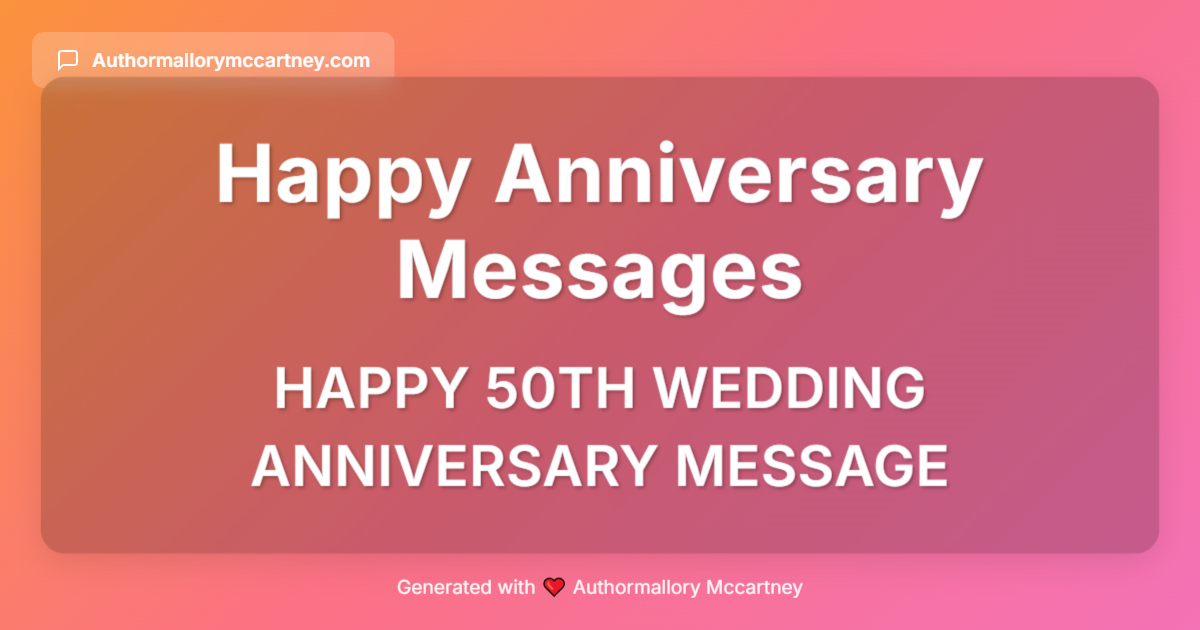 Authormallorymccartney.com
Happy Anniversary
Messages
HAPPY 50TH WEDDING
ANNIVERSARY MESSAGE
Generated with ❤️ Authormallory Mccartney